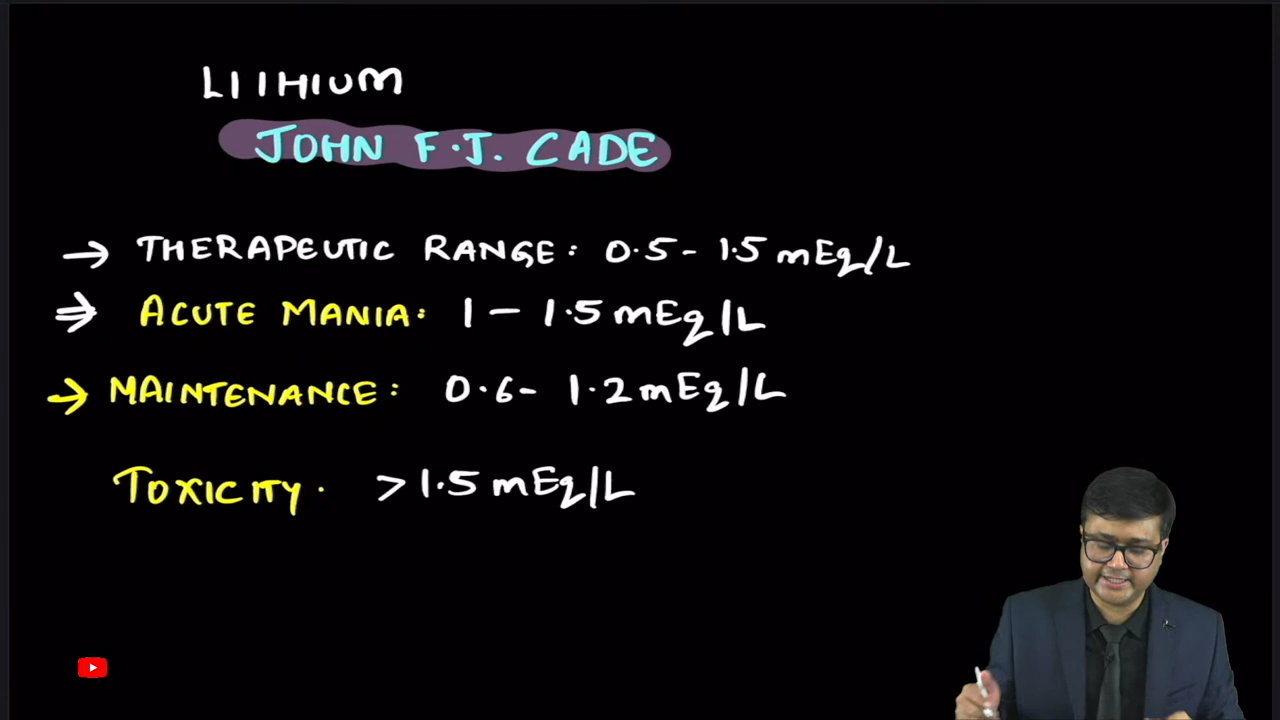 LITHIUM
JOHN F.J. CADE
→ THERAPEUTIC RANGE: 0.5 - 1.5 mEq/L
⇒ ACUTE MANIA: 1 - 1.5 mEq/L
→ MAINTENANCE: 0.6 - 1.2 mEq/L
TOXICITY. >1.5 mEq/L